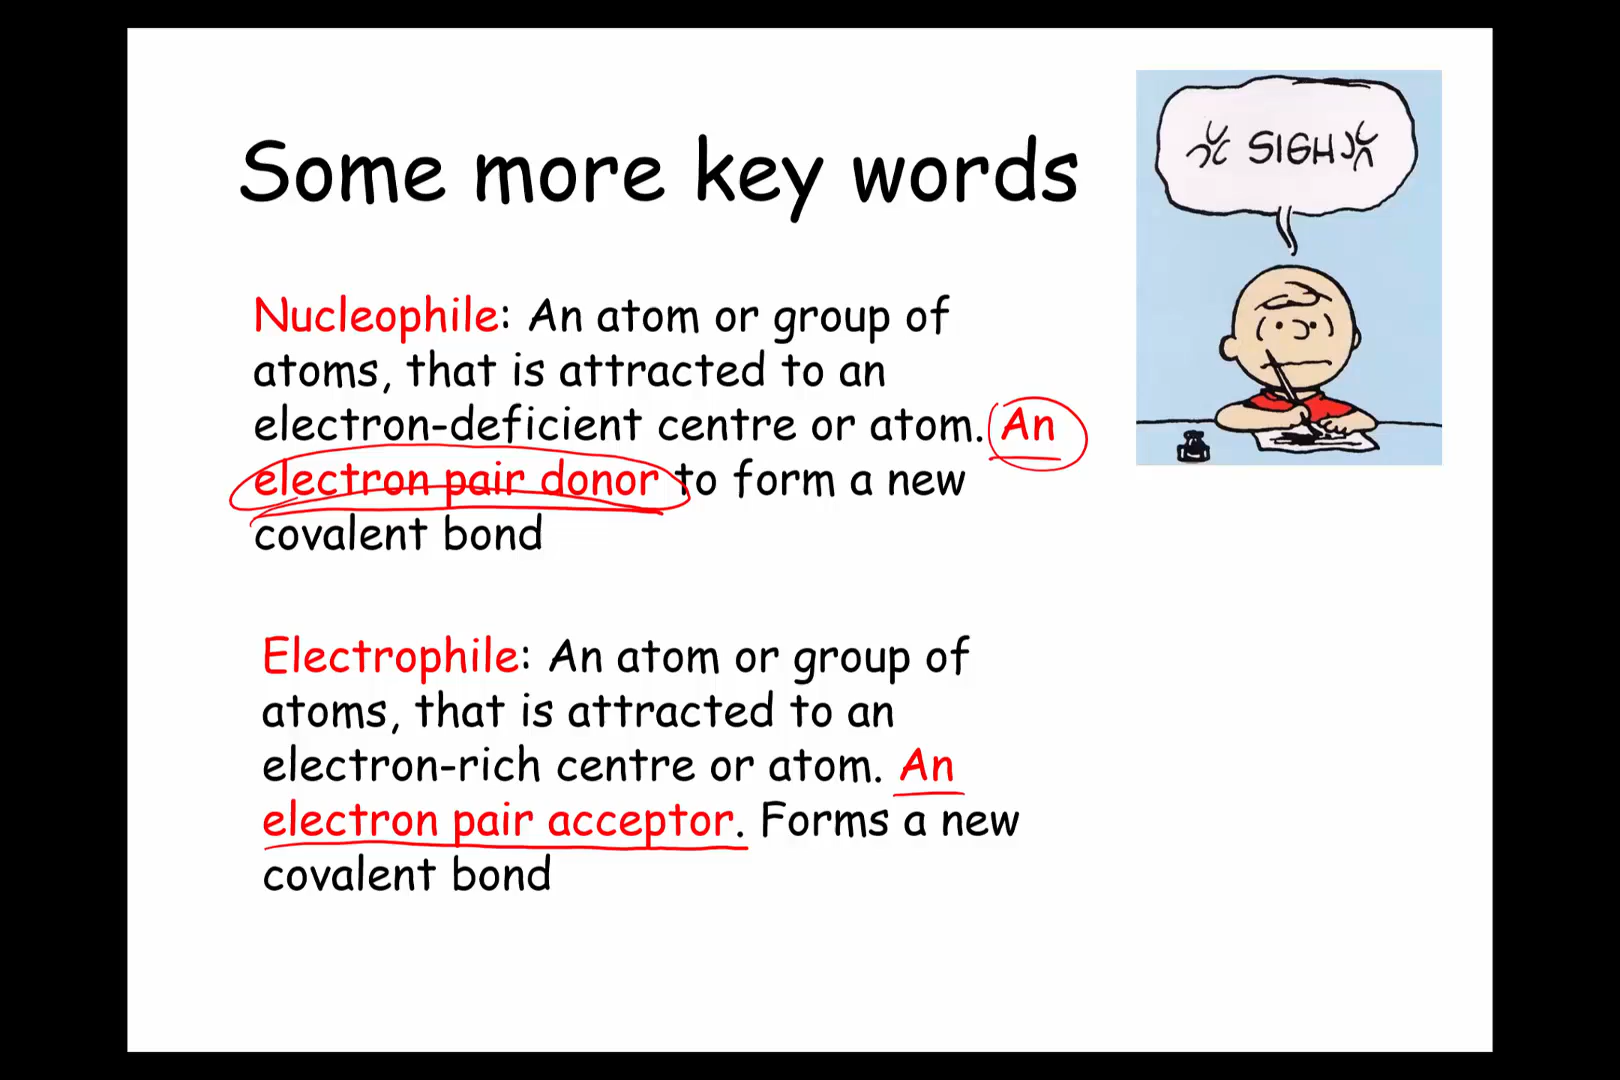 Some more key words
SIGH
Nucleophile: An atom or group of
atoms, that is attracted to an
electron-deficient centre or atom. An
electron pair donor to form a new
covalent bond
Electrophile: An atom or group of
atoms, that is attracted to an
electron-rich centre or atom. An
electron pair acceptor. Forms a new
covalent bond